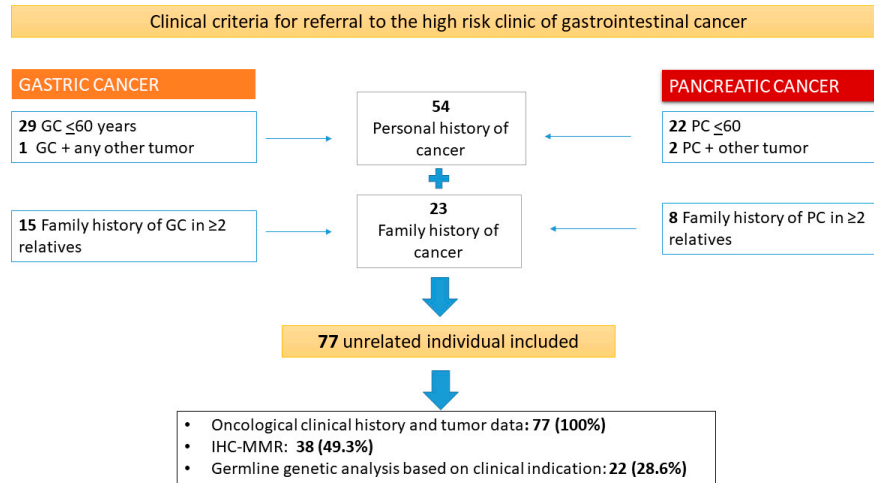 Clinical criteria for referral to the high risk clinic of gastrointestinal cancer
GASTRIC CANCER
29 GC ≤60 years
1 GC + any other tumor
15 Family history of GC in ≥2
relatives
54
Personal history of
cancer
23
Family history of
cancer
PANCREATIC CANCER
22 PC ≤60
2 PC + other tumor
8 Family history of PC in ≥2
relatives
77 unrelated individual included
• Oncological clinical history and tumor data: 77 (100%)
• IHC-MMR: 38 (49.3%)
• Germline genetic analysis based on clinical indication: 22 (28.6%)